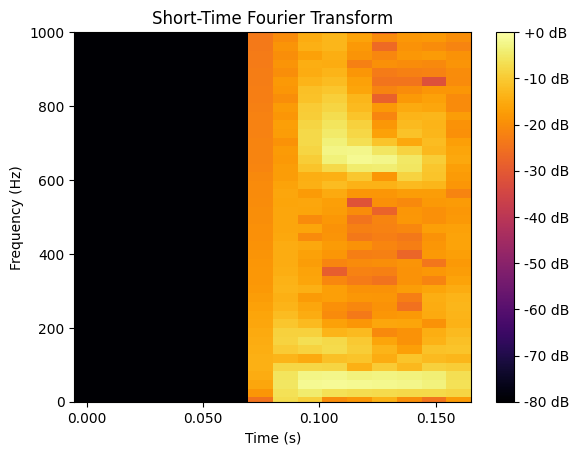 Short-Time Fourier Transform
Frequency (Hz)
1000
800
600
400
200
0
0.000
0.050
0.100
0.150
Time (s)
+0 dB
-10 dB
-20 dB
-30 dB
-40 dB
-50 dB
-60 dB
-70 dB
-80 dB